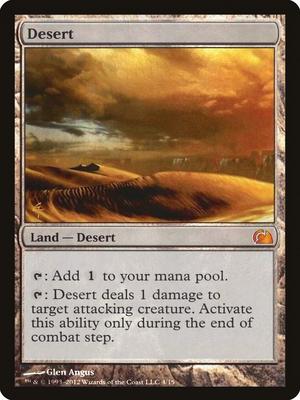 Desert
Land — Desert
: Add 1 to your mana pool.
: Desert deals 1 damage to
target attacking creature. Activate
this ability only during the end of
combat step.
Glen Angus
™ & © 1993–2012 Wizards of the Coast LLC 4/15